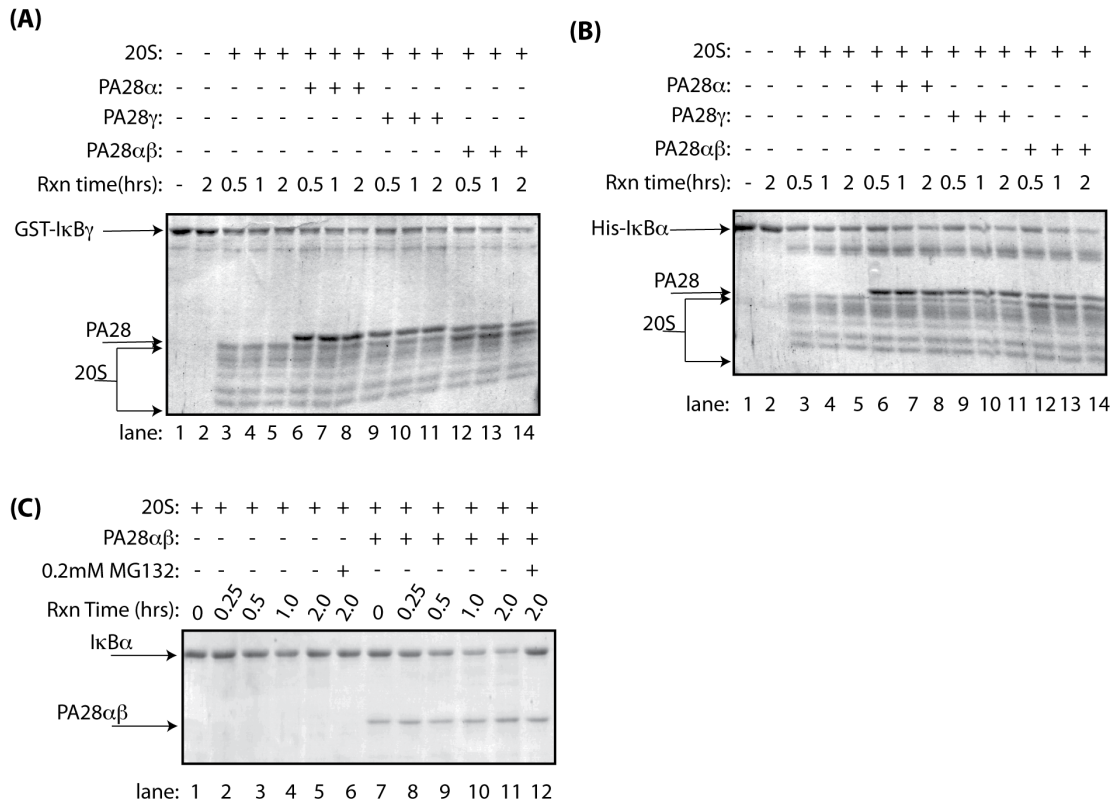 (A)
20S: - - + + + + + + + + + + + +
PA28α: - - - - - + + + - - - - - -
PA28γ: - - - - - - - - + + + - - -
PA28αβ: - - - - - - - - - - - + + +
Rxn time(hrs): - 2 0.5 1 2 0.5 1 2 0.5 1 2 0.5 1 2
GST-IκBγ
PA28
20S
lane: 1 2 3 4 5 6 7 8 9 10 11 12 13 14
(B)
20S: - - + + + + + + + + + + + +
PA28α: - - - - - + + + - - - - - -
PA28γ: - - - - - - - - + + + - - -
PA28αβ: - - - - - - - - - - - + + +
Rxn time(hrs): - 2 0.5 1 2 0.5 1 2 0.5 1 2 0.5 1 2
His-IκBα
PA28
20S
lane: 1 2 3 4 5 6 7 8 9 10 11 12 13 14
(C)
20S: + + + + + + + + + + + +
PA28αβ: - - - - - - + + + + + +
0.2mM MG132: - - - - - + - - - - - +
Rxn Time (hrs): 0 0.25 0.5 1.0 2.0 2.0 0 0.25 0.5 1.0 2.0 2.0
IκBα
PA28αβ
lane: 1 2 3 4 5 6 7 8 9 10 11 12